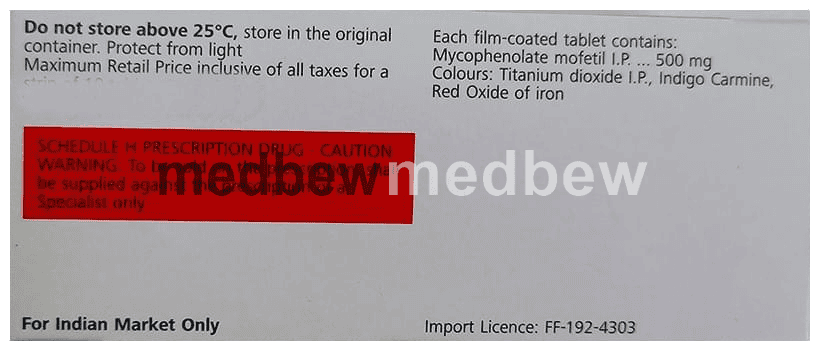 Do not store above 25°C, store in the original
container. Protect from light
Maximum Retail Price inclusive of all taxes for a
Each film-coated tablet contains:
Mycophenolate mofetil I.P. ... 500 mg
Colours: Titanium dioxide I.P., Indigo Carmine,
Red Oxide of iron
SCHEDULE H PRESCRIPTION DRUG CAUTION
WARNING To
be supplied against
Specialist only
medbew medbew
For Indian Market Only
Import Licence: FF-192-4303